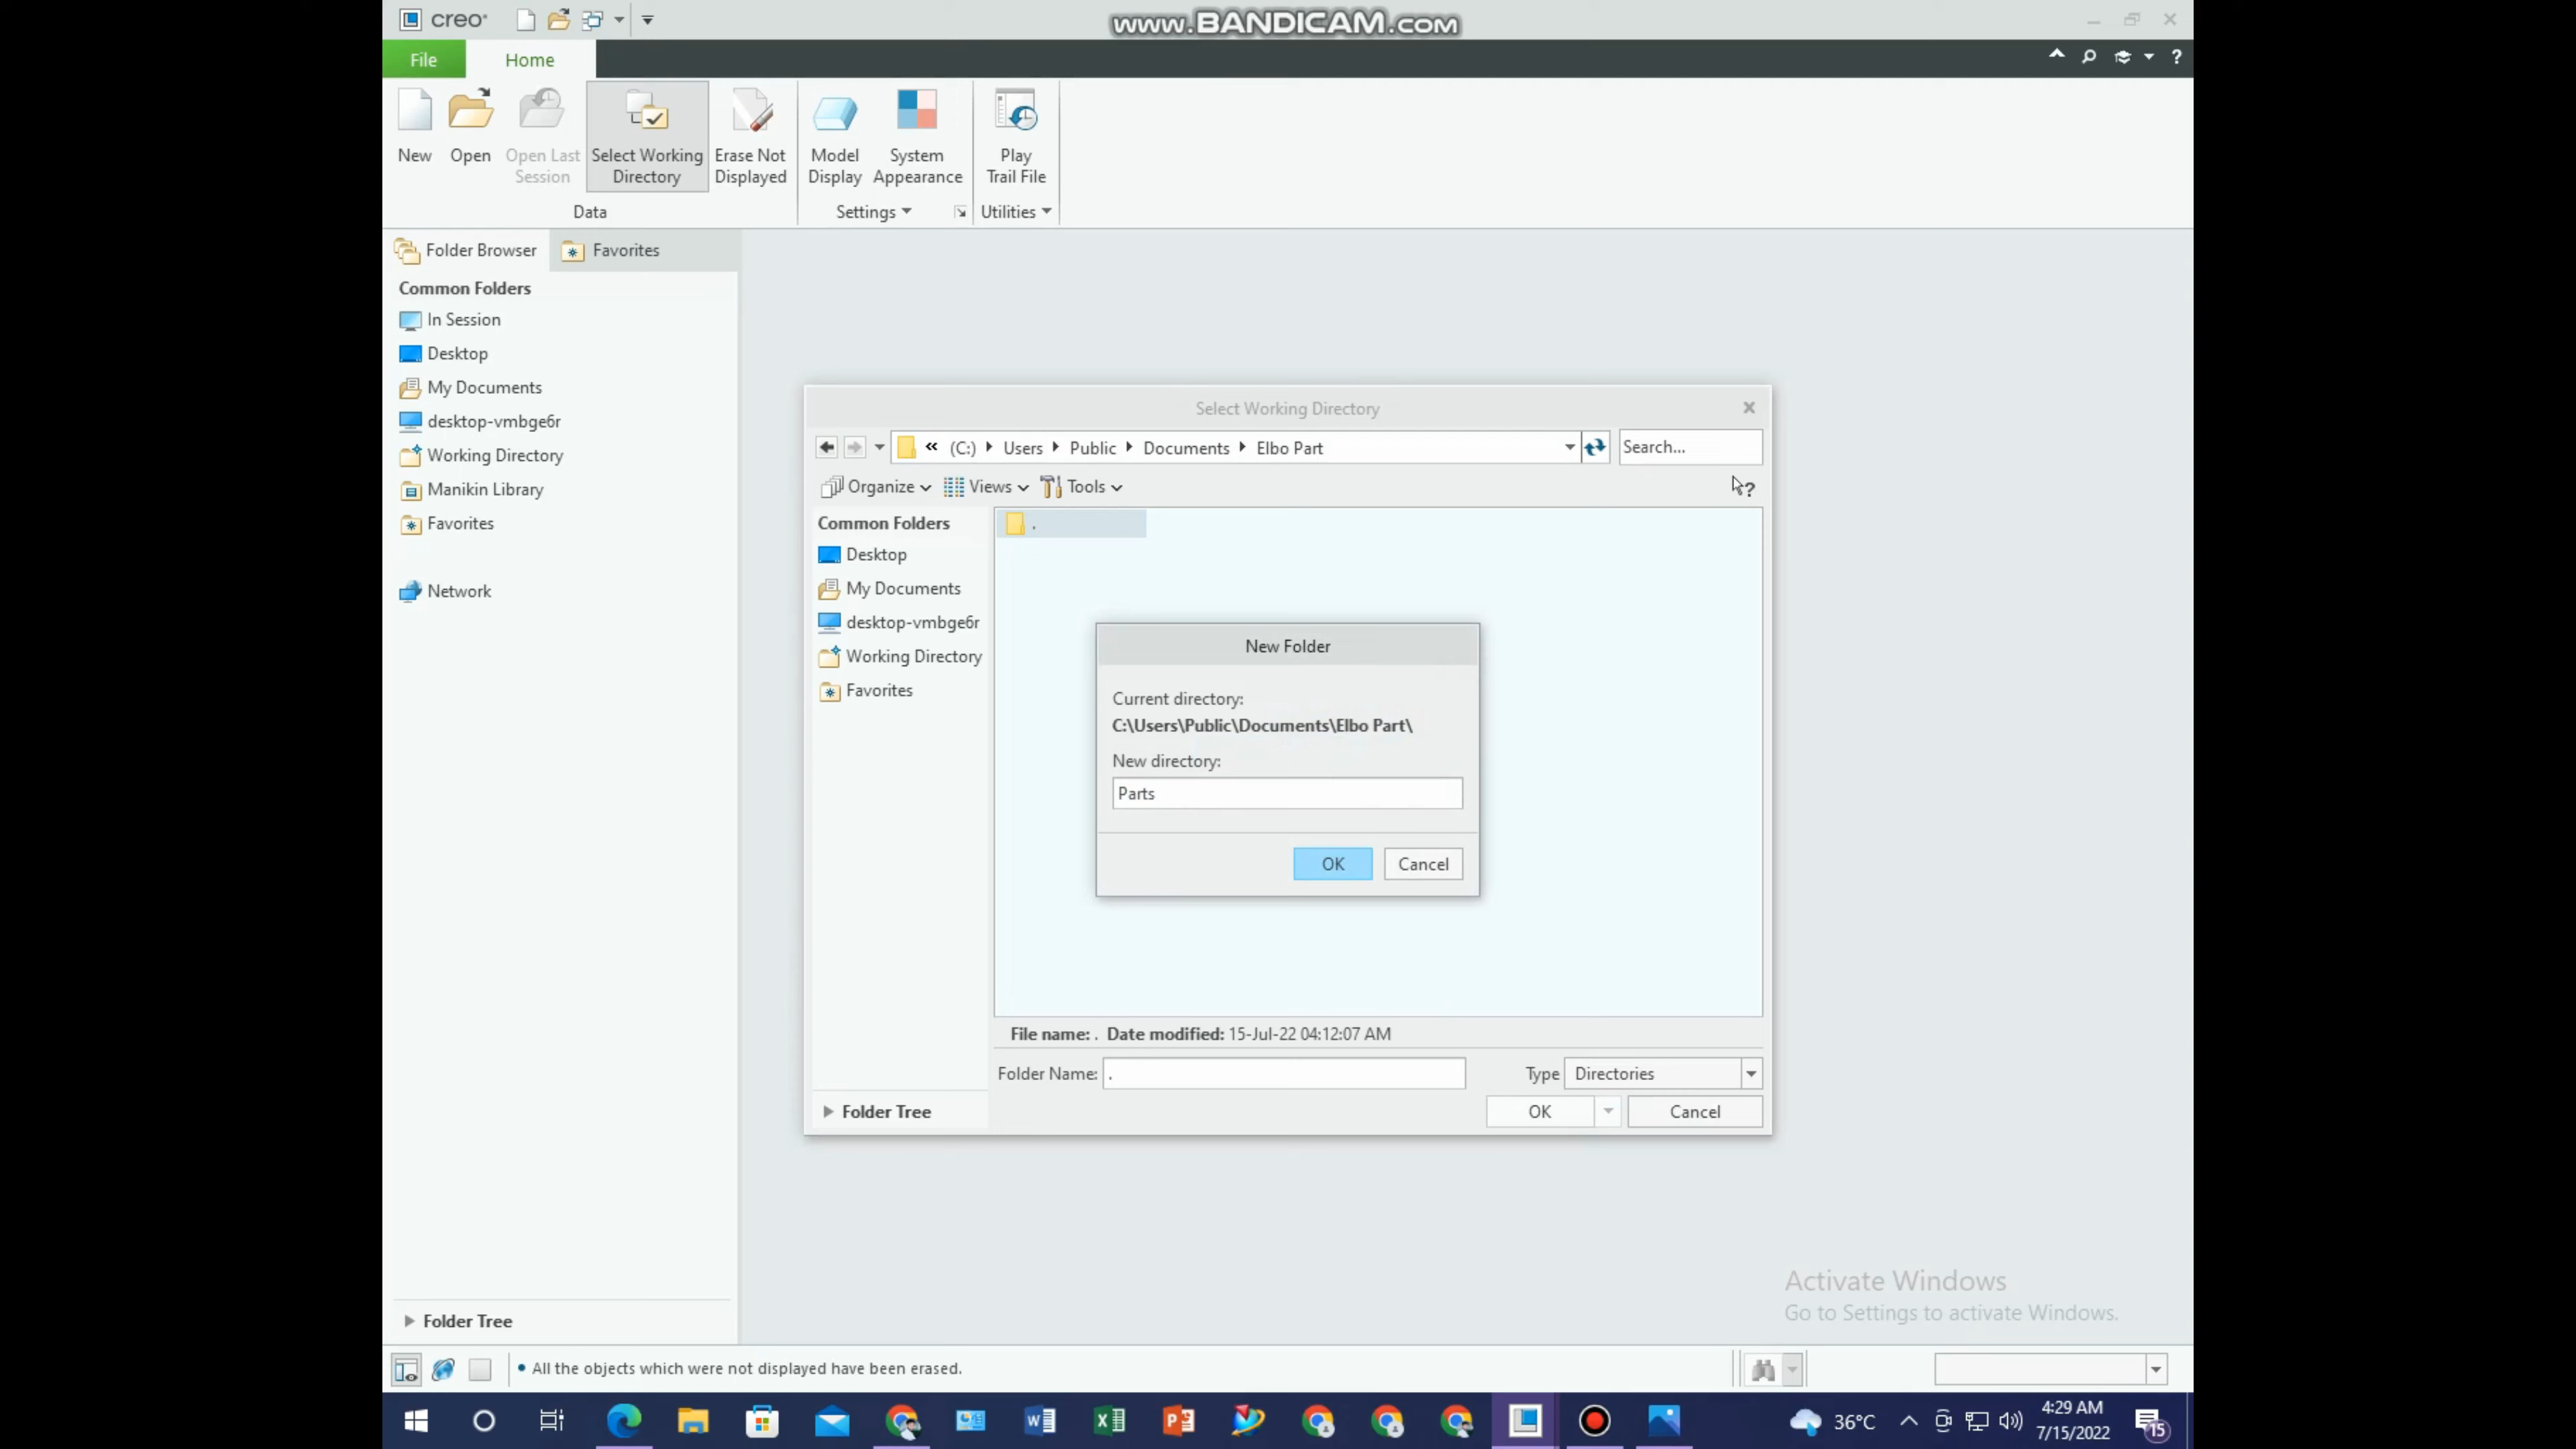 creo
www.BANDICAM.com
File
Home
?
New
Open
Open Last
Session
Select Working
Directory
Erase Not
Displayed
Model
Display
System
Appearance
Play
Trail File
Data
Settings
Utilities
Folder Browser
Favorites
Common Folders
In Session
Desktop
My Documents
desktop-vmbge6r
Working Directory
Manikin Library
Favorites
Network
Folder Tree
Select Working Directory
« (C:) Users Public Documents Elbo Part
Search...
Organize
Views
Tools
?
Common Folders
Desktop
My Documents
desktop-vmbge6r
Working Directory
Favorites
Folder Tree
.
New Folder
Current directory:
C:\Users\Public\Documents\Elbo Part\
New directory:
Parts
OK
Cancel
File name: . Date modified: 15-Jul-22 04:12:07 AM
Folder Name: .
Type Directories
OK
Cancel
Activate Windows
Go to Settings to activate Windows.
• All the objects which were not displayed have been erased.
36°C
4:29 AM
7/15/2022
15